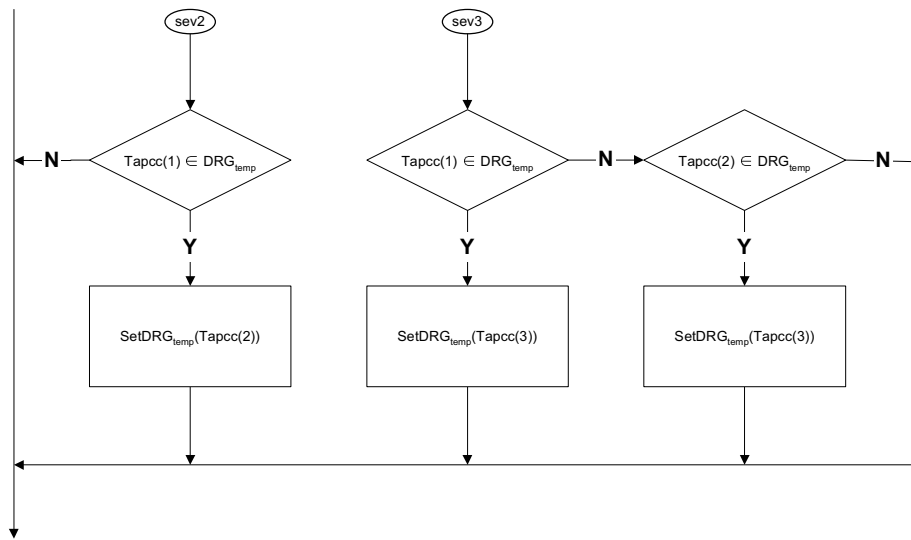 sev2
sev3
Tapcc(1) ∈ DRGtemp
Tapcc(1) ∈ DRGtemp
Tapcc(2) ∈ DRGtemp
N
N
N
Y
Y
Y
SetDRGtemp(Tapcc(2))
SetDRGtemp(Tapcc(3))
SetDRGtemp(Tapcc(3))